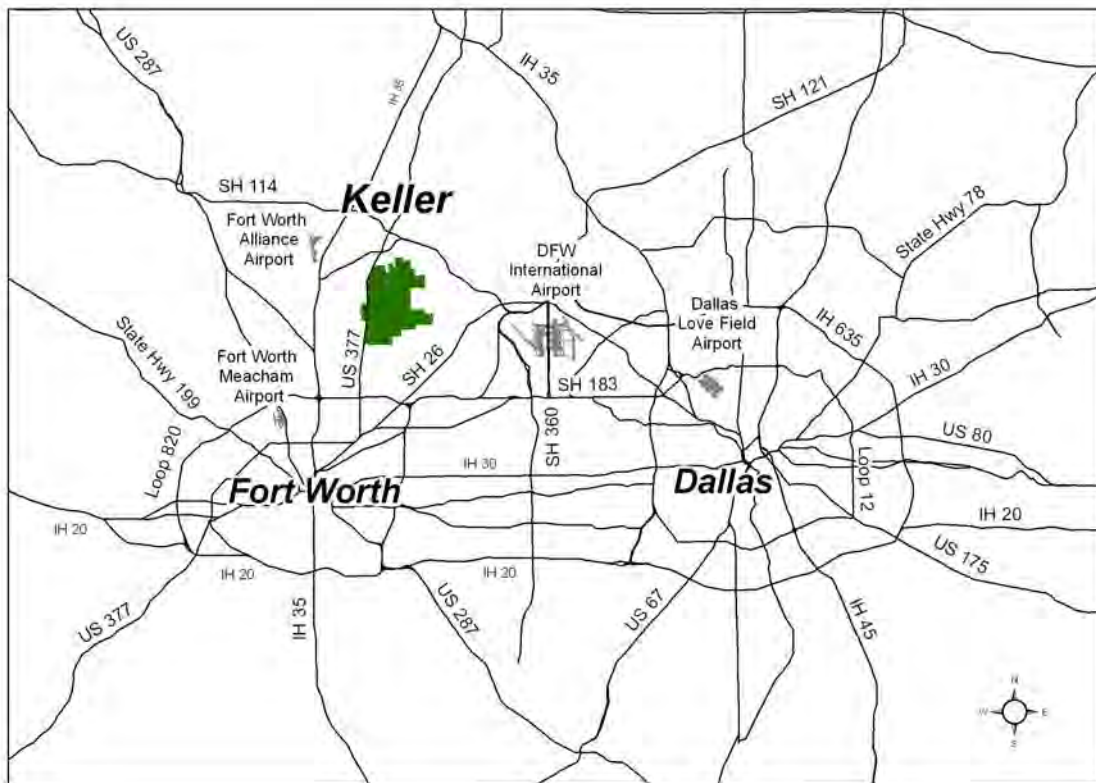 US 287
IH 35
IH 35
SH 121
SH 114
Keller
State Hwy 78
Fort Worth
Alliance
Airport
DFW
International
Airport
Dallas
Love Field
Airport
IH 635
State Hwy 199
Fort Worth
Meacham
Airport
US 377
SH 26
IH 30
SH 183
SH 360
Loop 820
US 80
Loop 12
IH 30
Fort Worth
Dallas
IH 20
IH 20
US 175
IH 20
IH 20
US 377
IH 35
US 287
US 67
IH 45
N
W
E
S